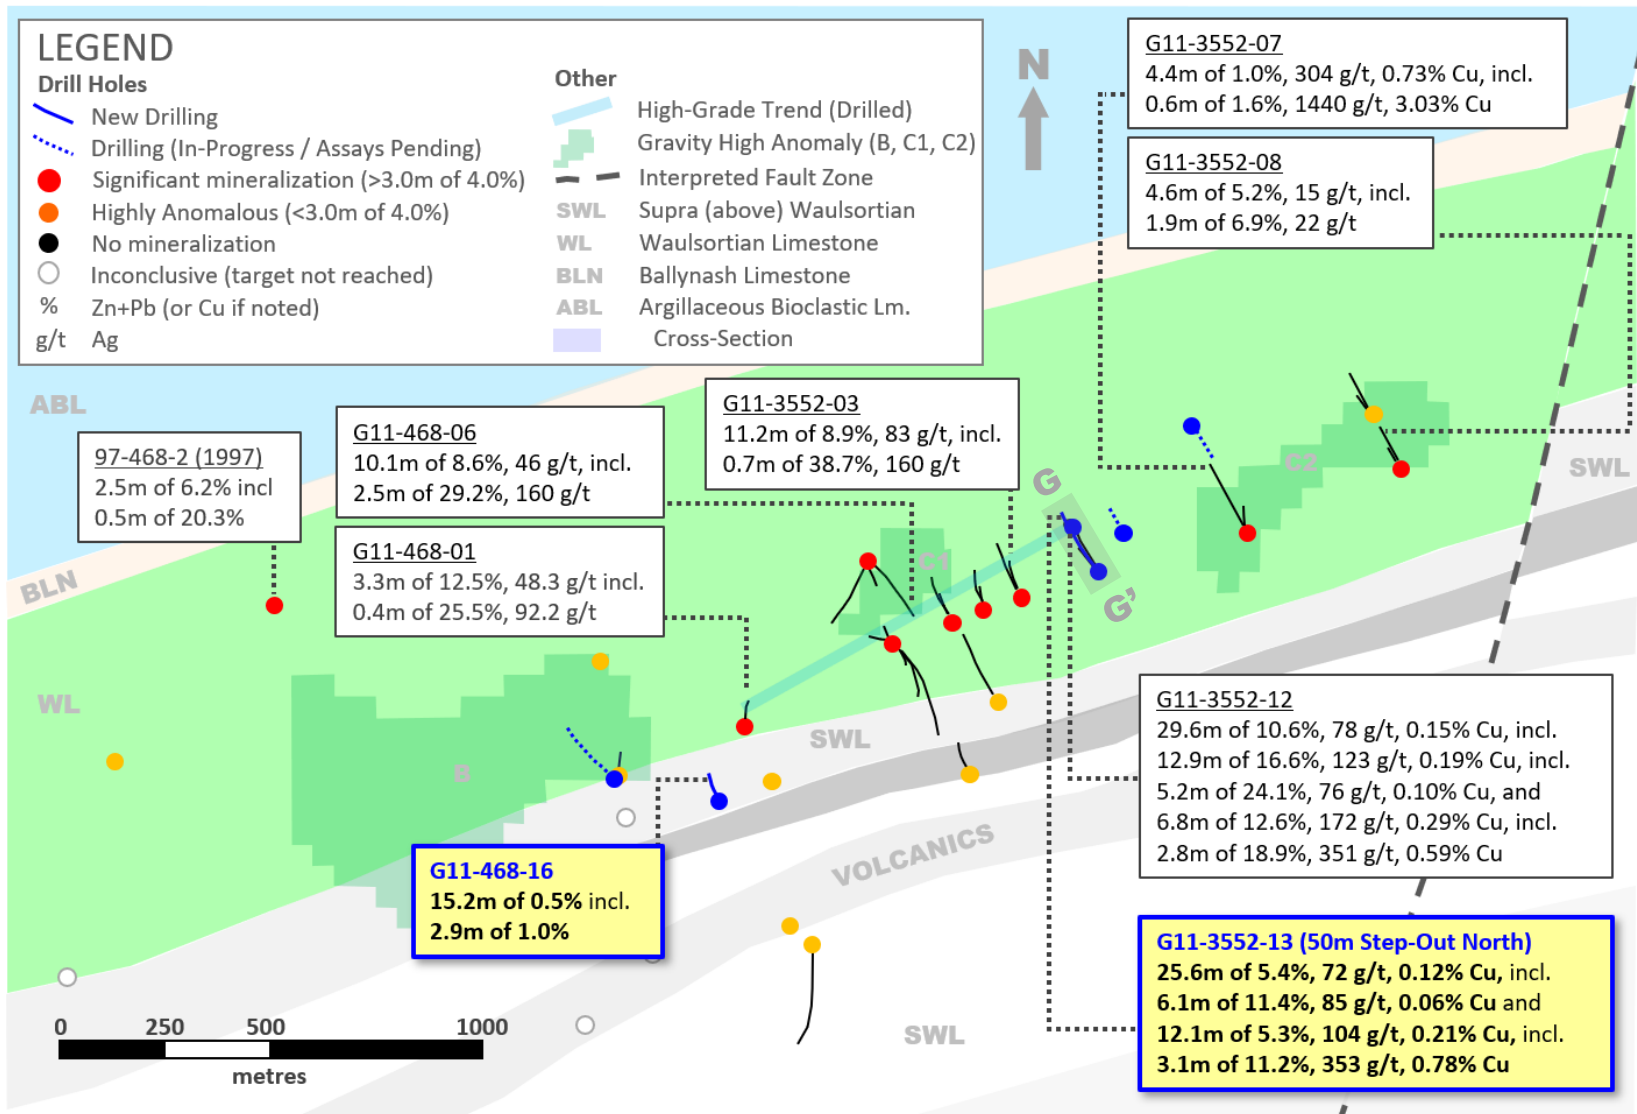 LEGEND
Drill Holes
New Drilling
Drilling (In-Progress / Assays Pending)
Significant mineralization (>3.0m of 4.0%)
Highly Anomalous (<3.0m of 4.0%)
No mineralization
Inconclusive (target not reached)
% Zn+Pb (or Cu if noted)
g/t Ag
Other
High-Grade Trend (Drilled)
Gravity High Anomaly (B, C1, C2)
Interpreted Fault Zone
SWL Supra (above) Waulsortian
WL Waulsortian Limestone
BLN Ballynash Limestone
ABL Argillaceous Bioclastic Lm.
Cross-Section
N
G11-3552-07
4.4m of 1.0%, 304 g/t, 0.73% Cu, incl.
0.6m of 1.6%, 1440 g/t, 3.03% Cu
G11-3552-08
4.6m of 5.2%, 15 g/t, incl.
1.9m of 6.9%, 22 g/t
ABL
97-468-2 (1997)
2.5m of 6.2% incl
0.5m of 20.3%
G11-468-06
10.1m of 8.6%, 46 g/t, incl.
2.5m of 29.2%, 160 g/t
G11-468-01
3.3m of 12.5%, 48.3 g/t incl.
0.4m of 25.5%, 92.2 g/t
G11-3552-03
11.2m of 8.9%, 83 g/t, incl.
0.7m of 38.7%, 160 g/t
C2
SWL
G
C1
G'
BLN
WL
SWL
B
VOLCANICS
G11-468-16
15.2m of 0.5% incl.
2.9m of 1.0%
G11-3552-12
29.6m of 10.6%, 78 g/t, 0.15% Cu, incl.
12.9m of 16.6%, 123 g/t, 0.19% Cu, incl.
5.2m of 24.1%, 76 g/t, 0.10% Cu, and
6.8m of 12.6%, 172 g/t, 0.29% Cu, incl.
2.8m of 18.9%, 351 g/t, 0.59% Cu
G11-3552-13 (50m Step-Out North)
25.6m of 5.4%, 72 g/t, 0.12% Cu, incl.
6.1m of 11.4%, 85 g/t, 0.06% Cu and
12.1m of 5.3%, 104 g/t, 0.21% Cu, incl.
3.1m of 11.2%, 353 g/t, 0.78% Cu
SWL
0 250 500 1000
metres